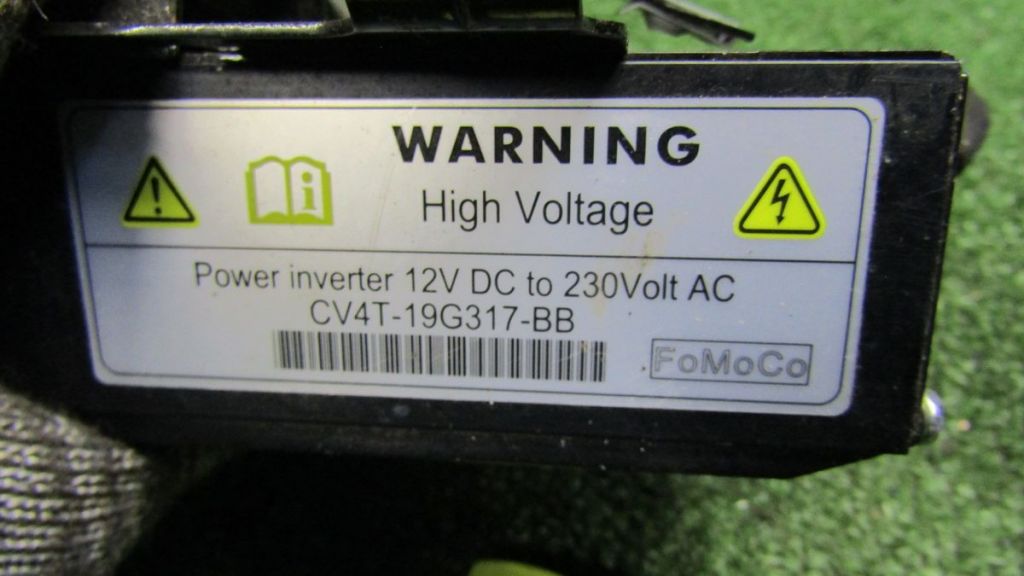 WARNING
High Voltage
Power inverter 12V DC to 230Volt AC
CV4T-19G317-BB
FoMoCo